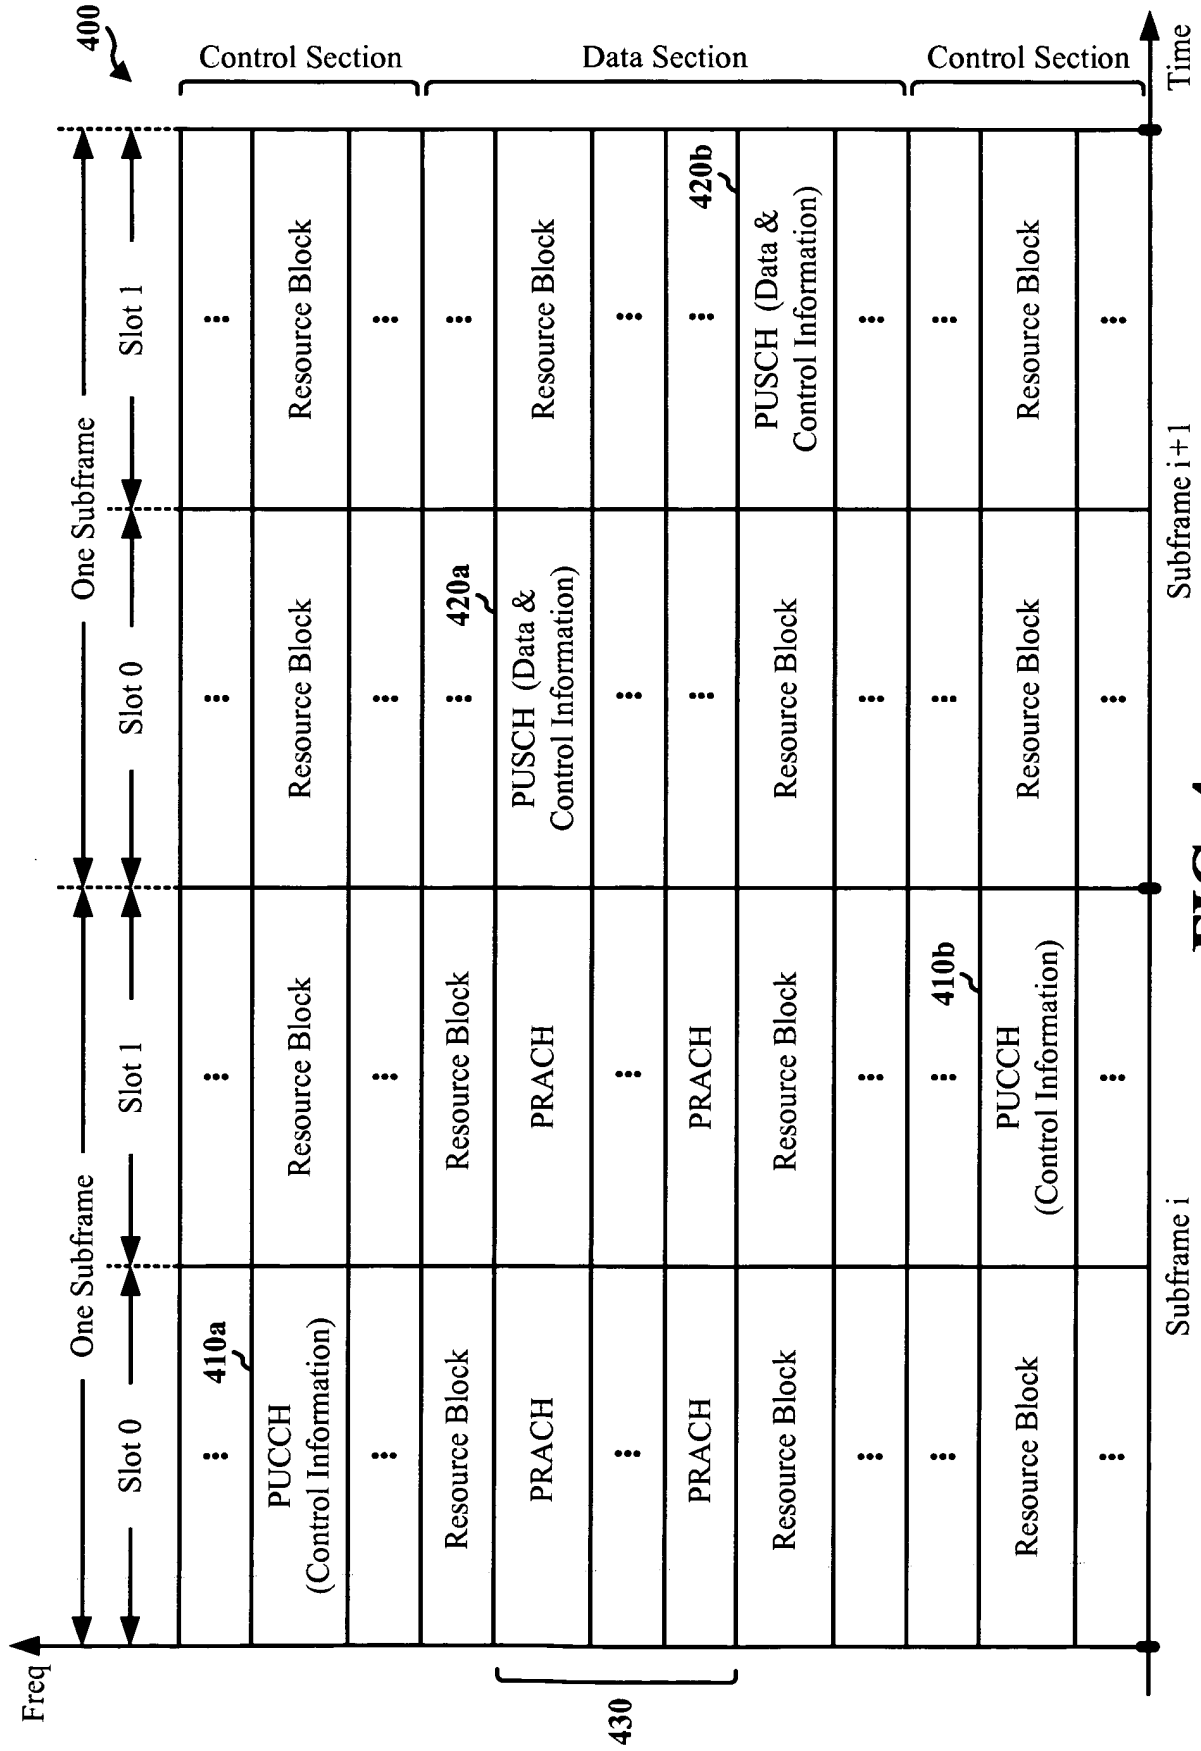 Freq
One Subframe
One Subframe
400
Slot 0
Slot 1
Slot 0
Slot 1
...
410a
...
...
...
PUCCH
(Control Information)
Resource Block
Resource Block
Resource Block
Control Section
...
...
...
...
Resource Block
Resource Block
...
420a
...
430
PRACH
PRACH
PUSCH (Data &
Control Information)
Resource Block
...
...
...
...
Data Section
PRACH
PRACH
...
...
420b
Resource Block
Resource Block
Resource Block
PUSCH (Data &
Control Information)
...
...
...
...
...
...
410b
...
...
Resource Block
PUCCH
(Control Information)
Resource Block
Resource Block
Control Section
...
...
...
...
Subframe i
Subframe i+1
Time
FIG. 4